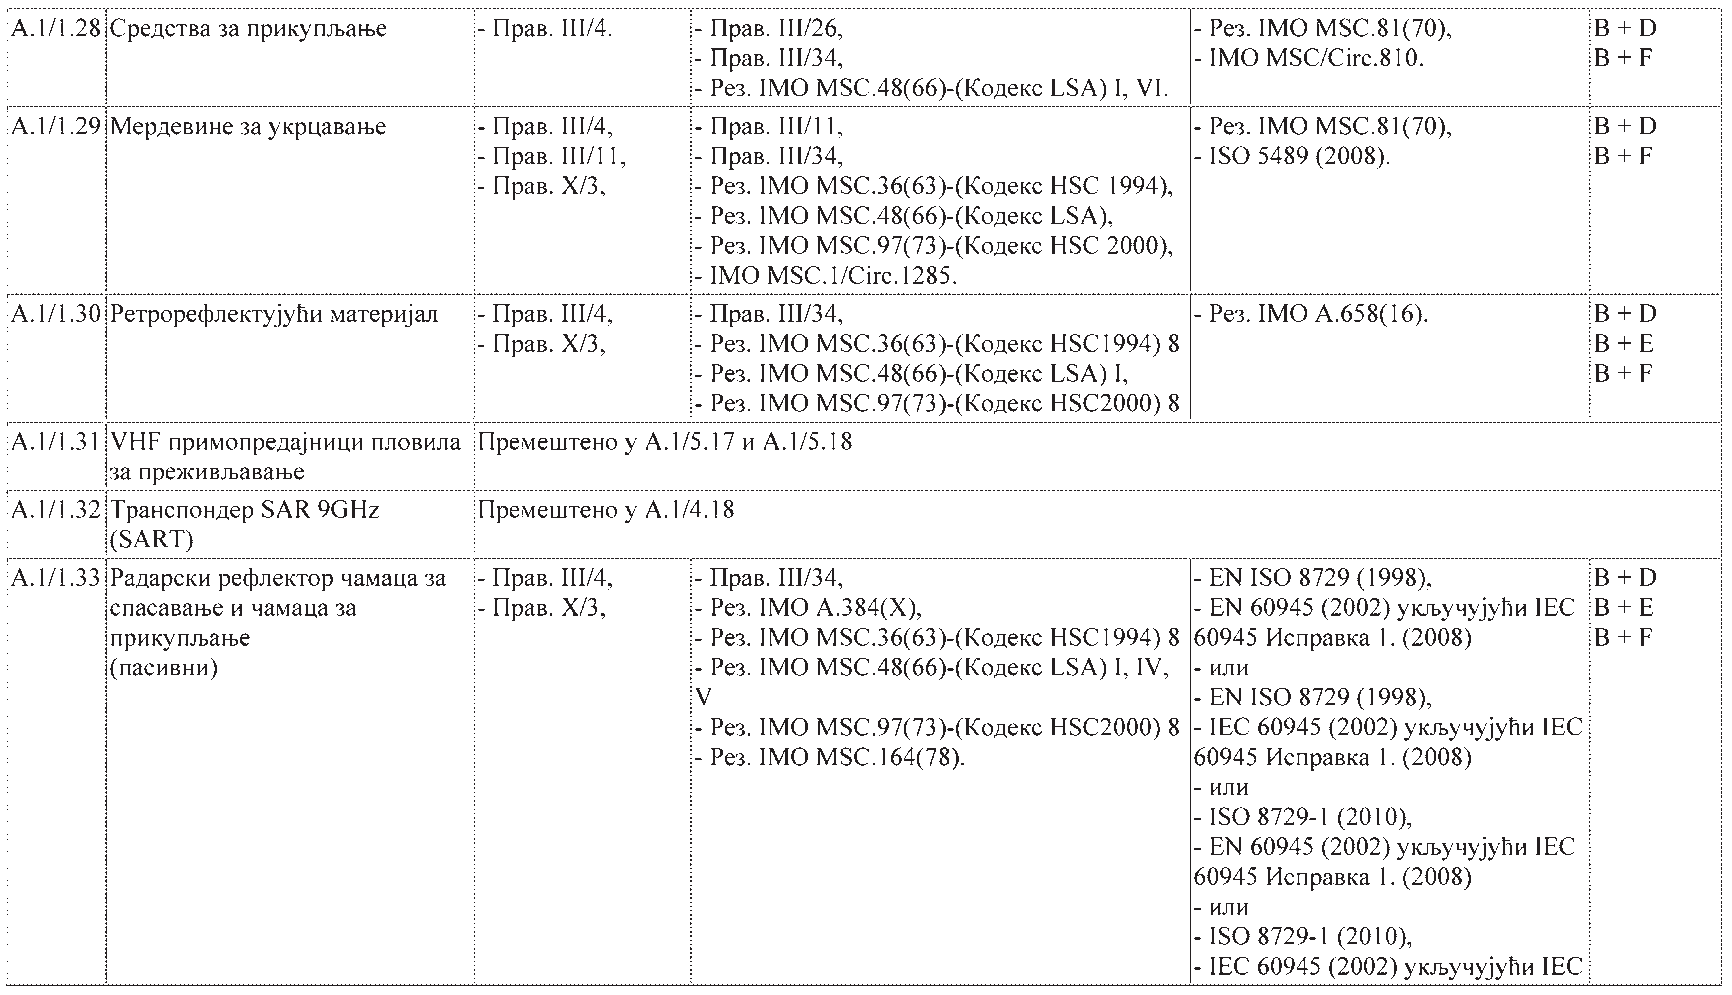 А.1/1.28 Средства за прикупљање - Прав. III/4. - Прав. III/26, - Рез. IMO MSC.81(70), B + D
- Прав. III/34, - IMO MSC/Circ.810. B + F
- Рез. IMO MSC.48(66)-(Кодекс LSA) I, VI.
А.1/1.29 Мердевине за укрцавање - Прав. III/4, - Прав. III/11, - Рез. IMO MSC.81(70), B + D
- Прав. III/11, - Прав. III/34, - ISO 5489 (2008). B + F
- Прав. X/3, - Рез. IMO MSC.36(63)-(Кодекс HSC 1994),
- Рез. IMO MSC.48(66)-(Кодекс LSA),
- Рез. IMO MSC.97(73)-(Кодекс HSC 2000),
- IMO MSC.1/Circ.1285.
А.1/1.30 Ретрорефлектујући материјал - Прав. III/4, - Прав. III/34, - Рез. IMO A.658(16). B + D
- Прав. X/3, - Рез. IMO MSC.36(63)-(Кодекс HSC1994) 8 B + E
- Рез. IMO MSC.48(66)-(Кодекс LSA) I, B + F
- Рез. IMO MSC.97(73)-(Кодекс HSC2000) 8
А.1/1.31 VHF примопредајници пловила Премештено у А.1/5.17 и А.1/5.18
за преживљавање
А.1/1.32 Транспондер SAR 9GHz Премештено у А.1/4.18
(SART)
А.1/1.33 Радарски рефлектор чамаца за - Прав. III/4, - Прав. III/34, - EN ISO 8729 (1998), B + D
спасавање и чамаца за - Прав. X/3, - Рез. IMO A.384(X), - EN 60945 (2002) укључујући IEC B + E
прикупљање - Рез. IMO MSC.36(63)-(Кодекс HSC1994) 8 60945 Исправка 1. (2008) B + F
(пасивни) - Рез. IMO MSC.48(66)-(Кодекс LSA) I, IV, - или
V - EN ISO 8729 (1998),
- Рез. IMO MSC.97(73)-(Кодекс HSC2000) 8 - IEC 60945 (2002) укључујући IEC
- Рез. IMO MSC.164(78). 60945 Исправка 1. (2008)
- или
- ISO 8729-1 (2010),
- EN 60945 (2002) укључујући IEC
60945 Исправка 1. (2008)
- или
- ISO 8729-1 (2010),
- IEC 60945 (2002) укључујући IEC